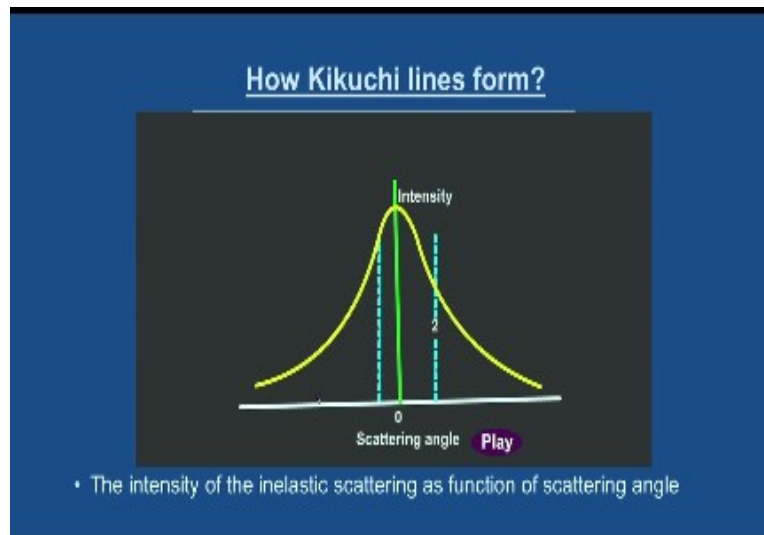 How Kikuchi lines form?
Intensity
2
0
Scattering angle Play
• The intensity of the inelastic scattering as function of scattering angle